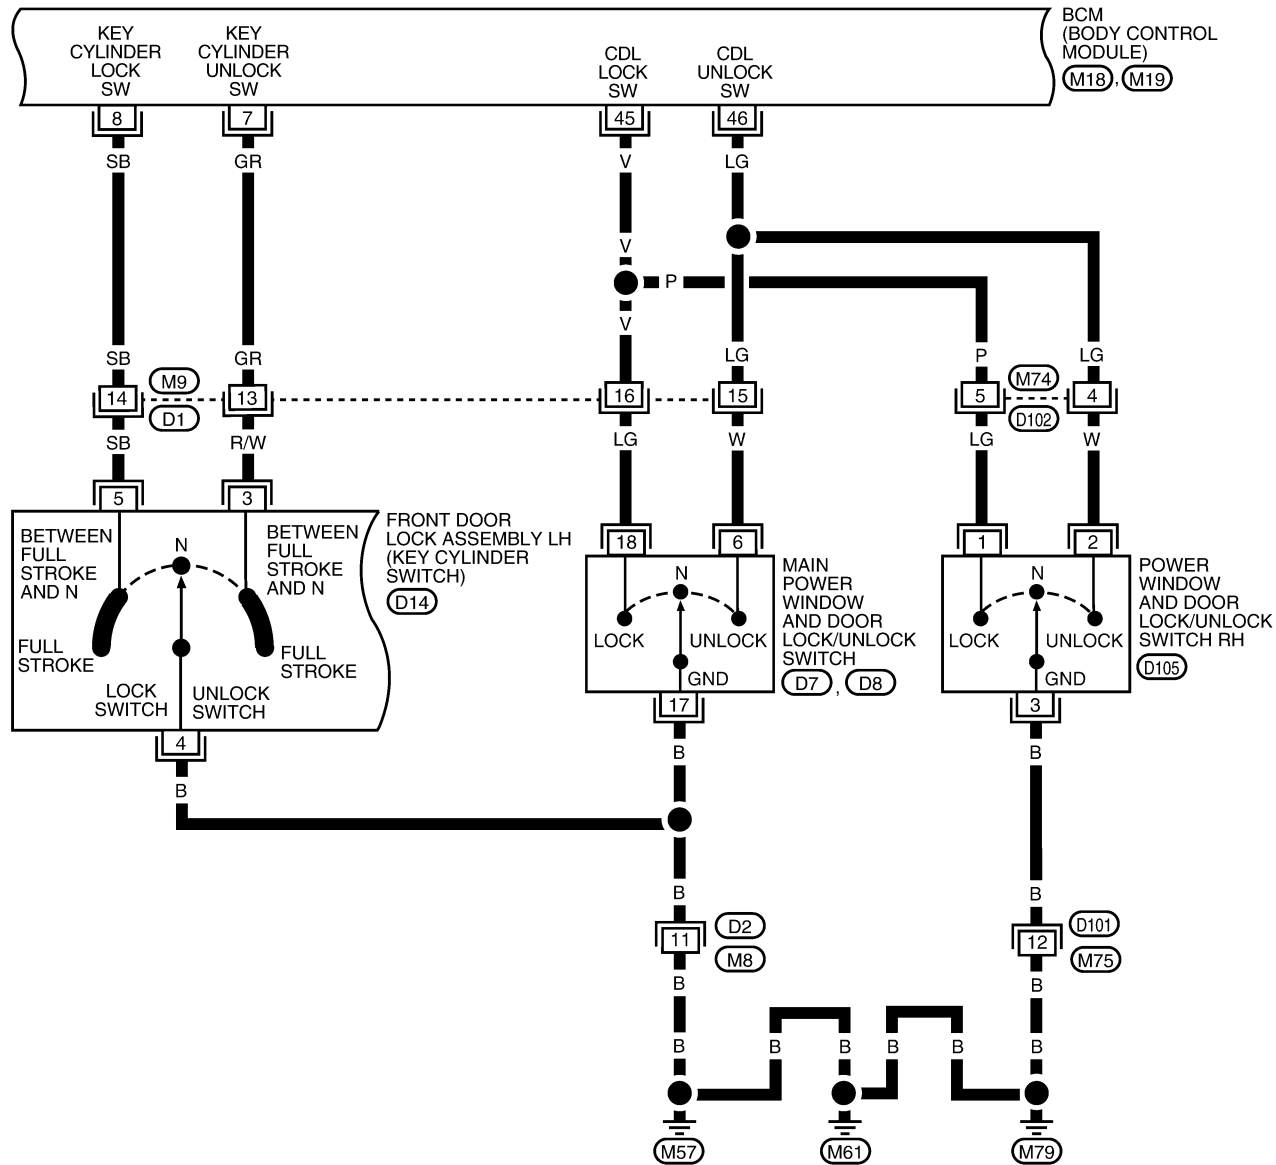 BCM
(BODY CONTROL
MODULE)
M18 , M19
KEY
CYLINDER
LOCK
SW
KEY
CYLINDER
UNLOCK
SW
CDL
LOCK
SW
CDL
UNLOCK
SW
8 7 45 46
SB GR V LG
V
P
V
SB GR LG P LG
14 M9 13 16 15 5 M74 4
D1 D102
SB R/W LG W LG W
5 3 18 6 1 2
BETWEEN
FULL
STROKE
AND N
N
BETWEEN
FULL
STROKE
AND N
FULL
STROKE
FULL
STROKE
LOCK
SWITCH
UNLOCK
SWITCH
FRONT DOOR
LOCK ASSEMBLY LH
(KEY CYLINDER
SWITCH)
D14
N
LOCK UNLOCK
GND
MAIN
POWER
WINDOW
AND DOOR
LOCK/UNLOCK
SWITCH
D7 , D8
N
LOCK UNLOCK
GND
POWER
WINDOW
AND DOOR
LOCK/UNLOCK
SWITCH RH
D105
4 17 3
B B B
B B
11 D2 12 D101
M8 M75
B B
B B B B B B
M57 M61 M79